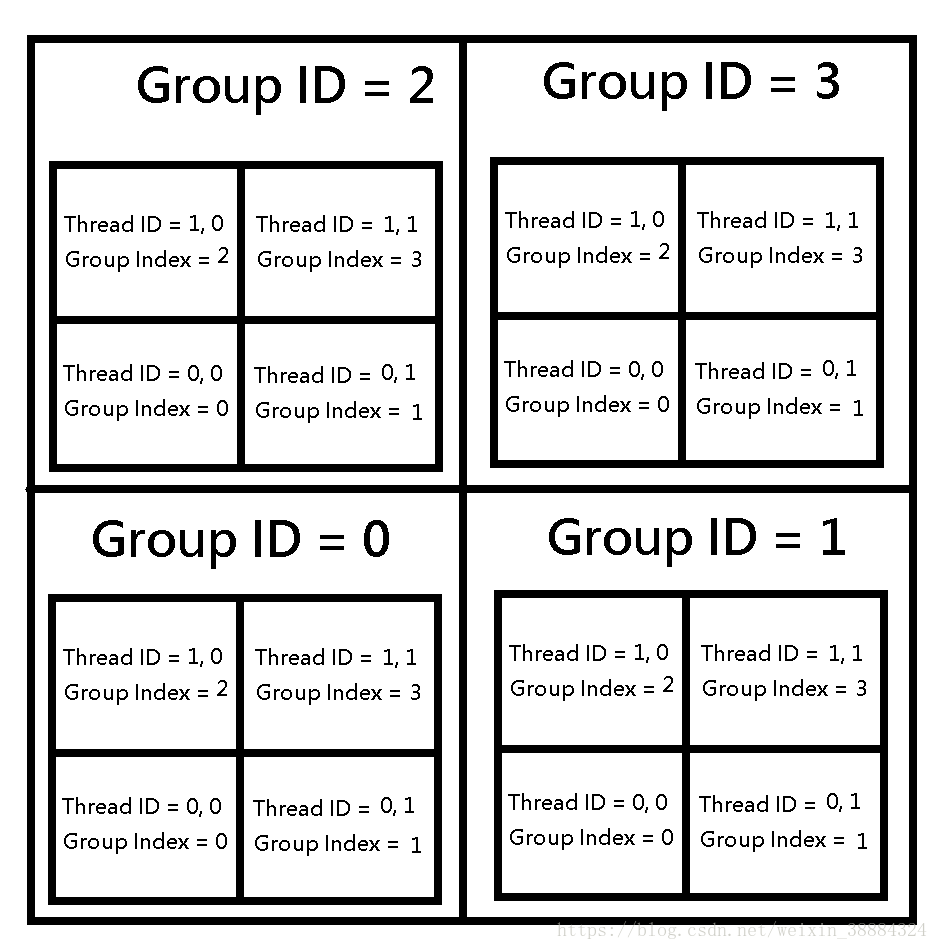 Group ID = 2
Thread ID = 1, 0
Group Index = 2
Thread ID = 1, 1
Group Index = 3
Thread ID = 0, 0
Group Index = 0
Thread ID = 0, 1
Group Index = 1
Group ID = 3
Thread ID = 1, 0
Group Index = 2
Thread ID = 1, 1
Group Index = 3
Thread ID = 0, 0
Group Index = 0
Thread ID = 0, 1
Group Index = 1
Group ID = 0
Thread ID = 1, 0
Group Index = 2
Thread ID = 1, 1
Group Index = 3
Thread ID = 0, 0
Group Index = 0
Thread ID = 0, 1
Group Index = 1
Group ID = 1
Thread ID = 1, 0
Group Index = 2
Thread ID = 1, 1
Group Index = 3
Thread ID = 0, 0
Group Index = 0
Thread ID = 0, 1
Group Index = 1
https://blog.csdn.net/weixin_38884324